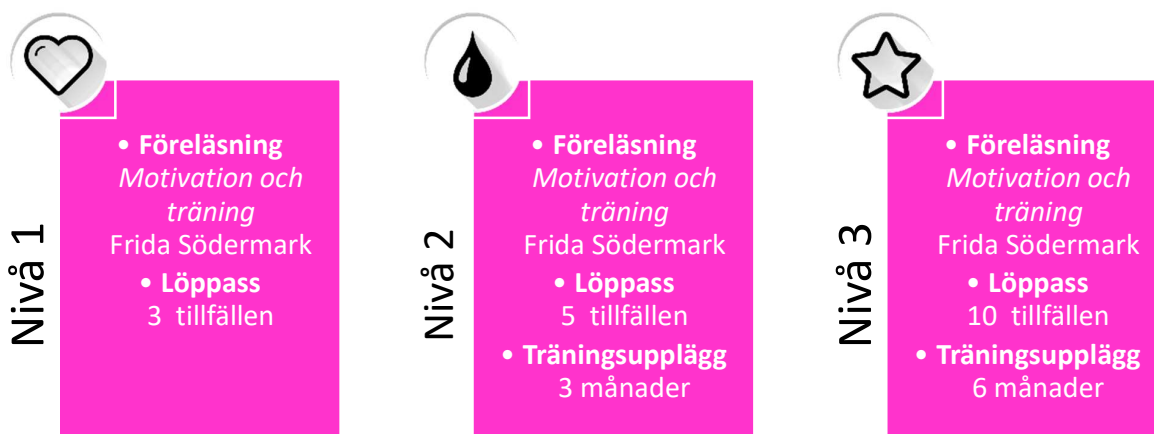 Nivå 1
• Föreläsning
Motivation och
träning
Frida Södermark
• Löppass
3 tillfällen
Nivå 2
• Föreläsning
Motivation och
träning
Frida Södermark
• Löppass
5 tillfällen
• Träningsupplägg
3 månader
Nivå 3
• Föreläsning
Motivation och
träning
Frida Södermark
• Löppass
10 tillfällen
• Träningsupplägg
6 månader